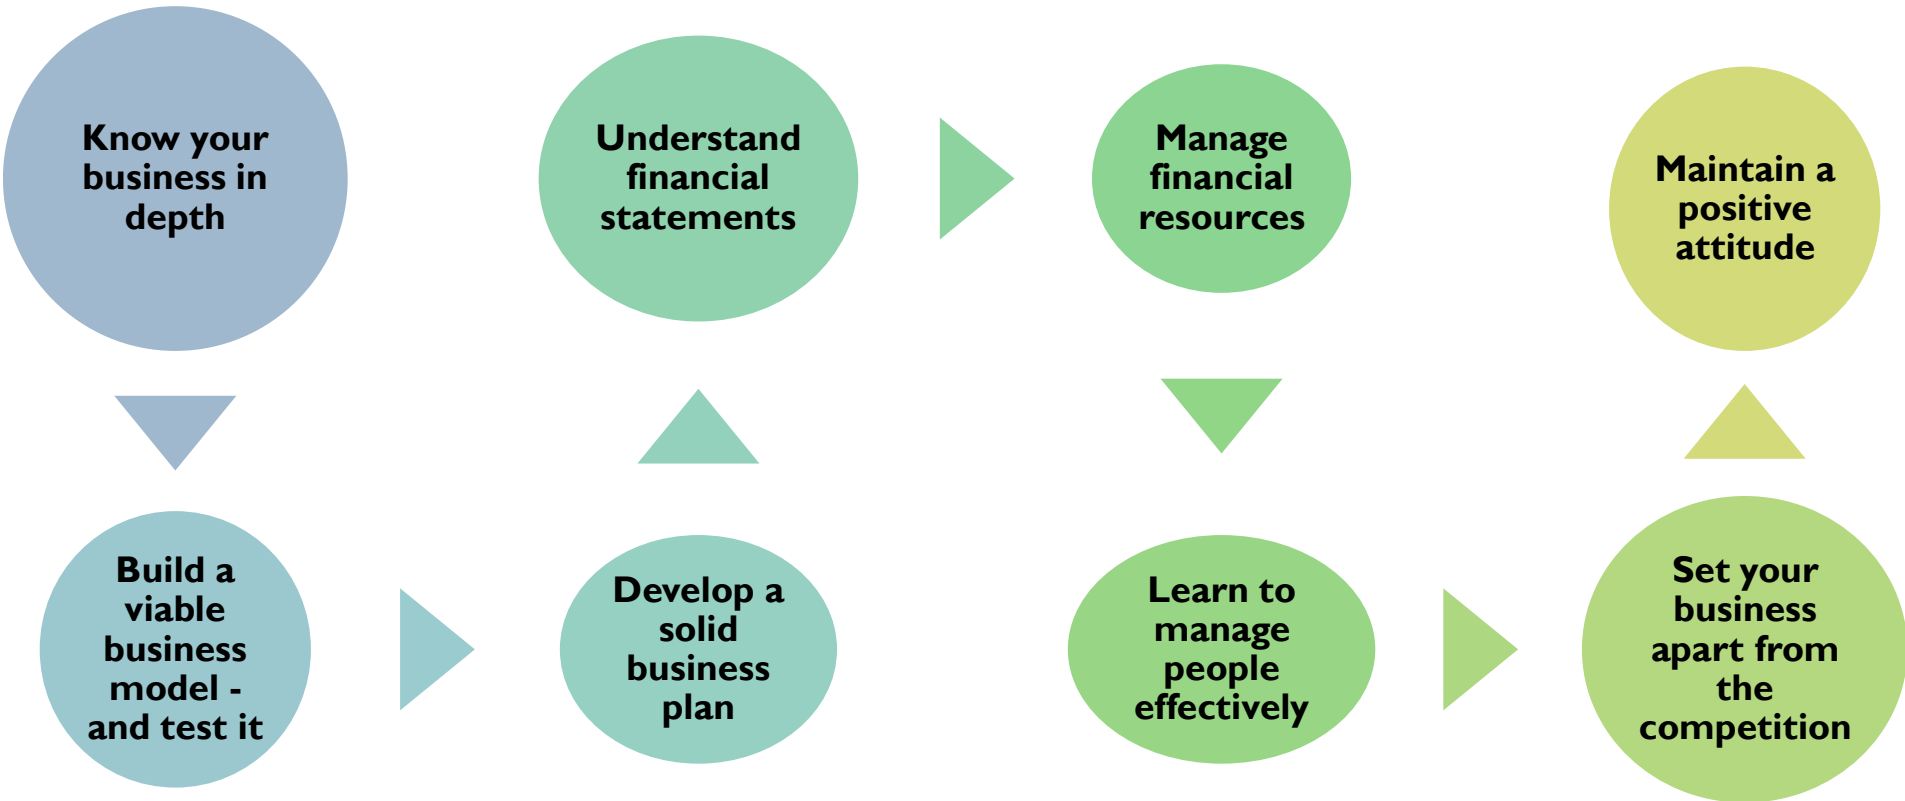 Know your
business in
depth
Build a
viable
business
model -
and test it
Develop a
solid
business
plan
Understand
financial
statements
Manage
financial
resources
Learn to
manage
people
effectively
Set your
business
apart from
the
competition
Maintain a
positive
attitude